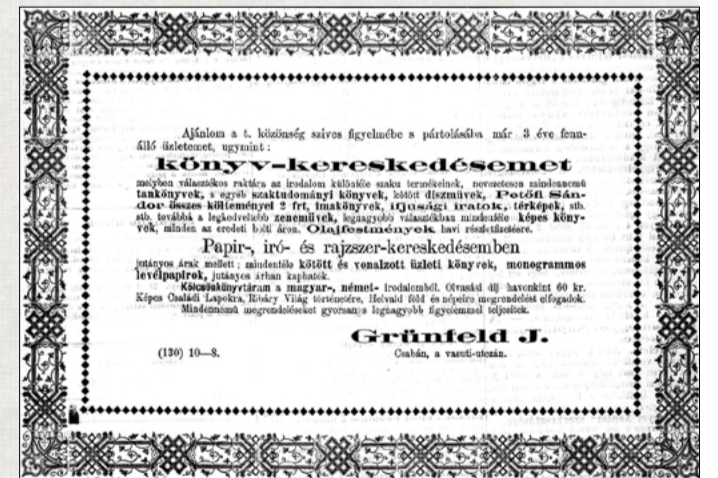 Ajánlom a t. közönség szives figyelmébe s pártolásába már 3 éve fenn-
álló üzletemet, ugymint:
könyv-kereskedésemet
melyben választékos raktára az irodalom különféle szaku termékeinek, nevezetesen mindennemü
tankönyvek, s egyéb szaktudományi könyvek, kötött diszművek, Petőfi Sán-
dor összes költeményei 2 frt, imakönyvek, ifjusági iratok, térképek, stb.
stb. továbbá a legkedveltebb zeneművek, legnagyobb választékban mindenféle képes köny-
vek, minden az eredeti bolti áron. Olajfestmények havi részletfizetésre.
Papir-, iró- és rajzszer-kereskedésemben
jutányos árak mellett; mindenféle kötött és vonalzott üzleti könyvek, monogrammos
levélpapirok, jutányos árban kaphatók.
Kölcsönkönyvtáram a magyar-, német- irodalomból. Olvasási díj havonkint 60 kr.
Képes Családi Lapokra, Ribáry Világ történetére, Helvald föld és népeire megrendelést elfogadok.
Mindennemü megrendeléseket gyorsan s legnagyobb figyelemmel teljesitek.
Grünfeld J.
(130) 10—8.
Csabán, a vasuti-utczán.